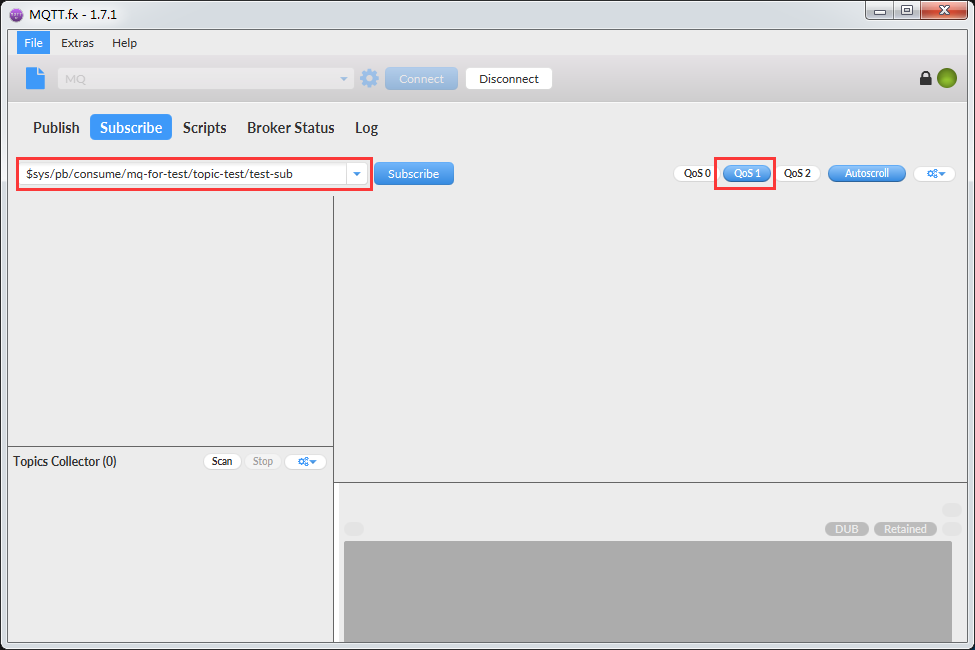 MQTT.fx - 1.7.1
File Extras Help
MQ Connect Disconnect
Publish Subscribe Scripts Broker Status Log
$sys/pb/consume/mq-for-test/topic-test/test-sub Subscribe QoS 0 QoS 1 QoS 2 Autoscroll
Topics Collector (0) Scan Stop
DUB Retained